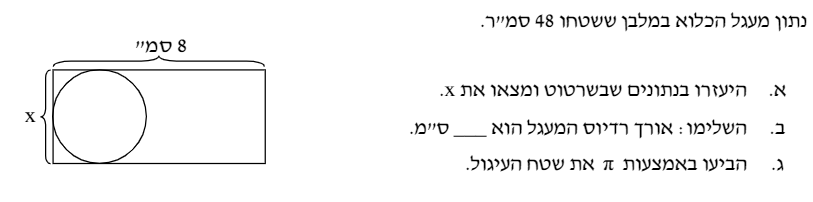 נתון מעגל הכלוא במלבן ששטחו 48 סמ״ר.
8 סמ״
x
א. היעזרו בנתונים שבשרטוט ומצאו את x.
ב. השלימו: אורך רדיוס המעגל הוא ___ ס״מ.
ג. הביעו באמצעות π את שטח העיגול.